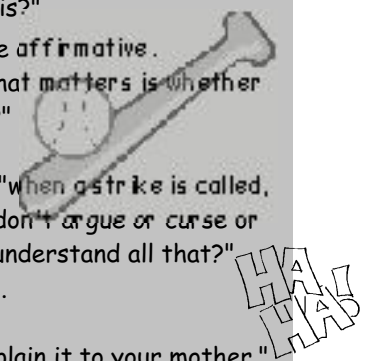 is?"
e affirmative.
hat matters is whether
"
"when a strike is called,
don't argue or curse or
understand all that?"
.
plain it to your mother."
HA
HA!